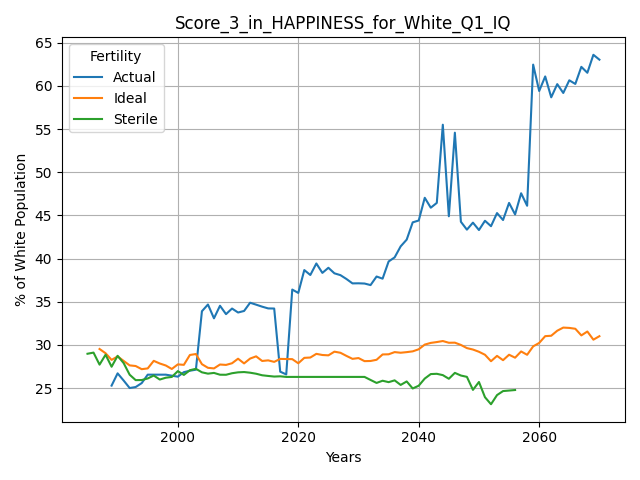 Score_3_in_HAPPINESS_for_White_Q1_IQ
% of White Population
65
60
55
50
45
40
35
30
25
Fertility
Actual
Ideal
Sterile
2000
2020
2040
2060
Years